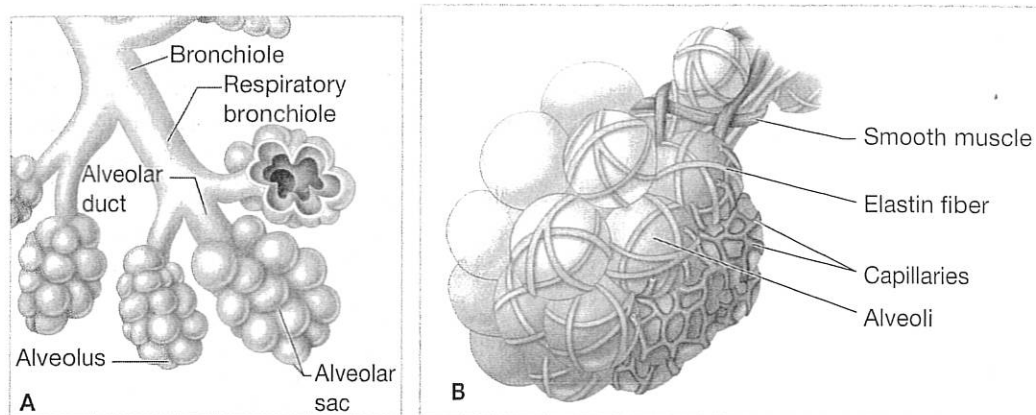 Bronchiole
Respiratory
bronchiole
Alveolar
duct
Alveolus
Alveolar
sac
A
Smooth muscle
Elastin fiber
Capillaries
Alveoli
B